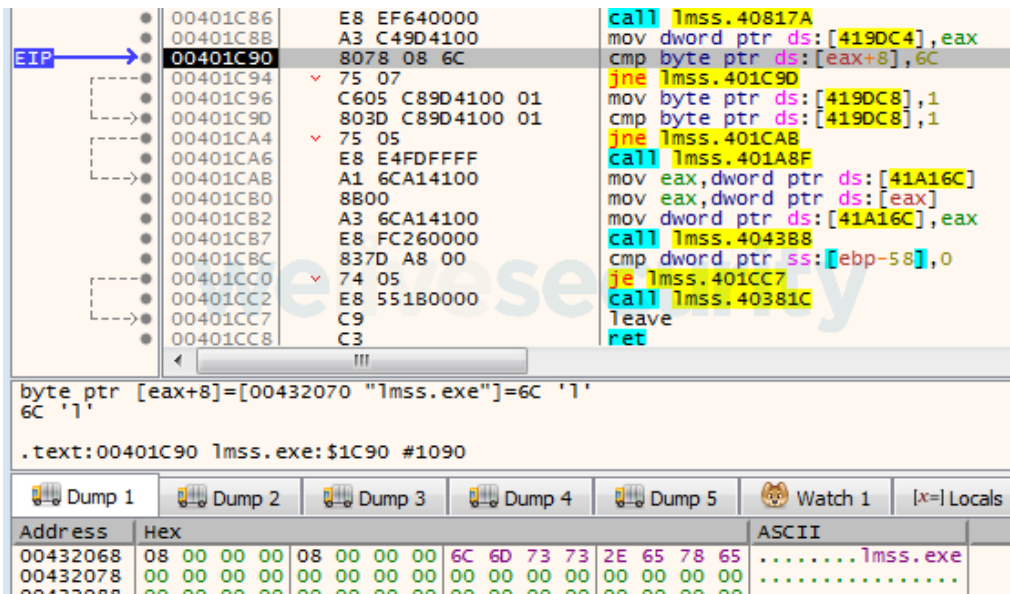 00401C86 E8 EF640000 call lmss.40817A
00401C8B A3 C49D4100 mov dword ptr ds:[419DC4],eax
EIP 00401C90 8078 08 6C cmp byte ptr ds:[eax+8],6C
00401C94 75 07 jne lmss.401C9D
00401C96 C605 C89D4100 01 mov byte ptr ds:[419DC8],1
00401C9D 803D C89D4100 01 cmp byte ptr ds:[419DC8],1
00401CA4 75 05 jne lmss.401CAB
00401CA6 E8 E4FDFFFF call lmss.401A8F
00401CAB A1 6CA14100 mov eax,dword ptr ds:[41A16C]
00401CB0 8B00 mov eax,dword ptr ds:[eax]
00401CB2 A3 6CA14100 mov dword ptr ds:[41A16C],eax
00401CB7 E8 FC260000 call lmss.4043B8
00401CBC 837D A8 00 cmp dword ptr ss:[ebp-58],0
00401CC0 74 05 je lmss.401CC7
00401CC2 E8 551B0000 call lmss.40381C
00401CC7 C9 leave
00401CC8 C3 ret
welivesecurity
byte ptr [eax+8]=[00432070 "lmss.exe"]=6C 'l'
6C 'l'
.text:00401C90 lmss.exe:$1C90 #1090
Dump 1 Dump 2 Dump 3 Dump 4 Dump 5 Watch 1 [x=] Locals
Address Hex ASCII
00432068 08 00 00 00 08 00 00 00 6C 6D 73 73 2E 65 78 65 ........lmss.exe
00432078 00 00 00 00 00 00 00 00 00 00 00 00 00 00 00 00 ................